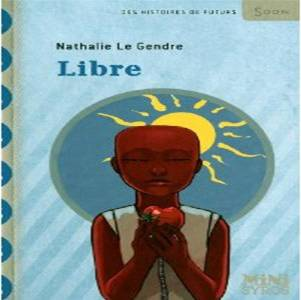 DES HISTOIRES DE FUTURS SOON
Nathalie Le Gendre
Libre
MiNi
SYROS